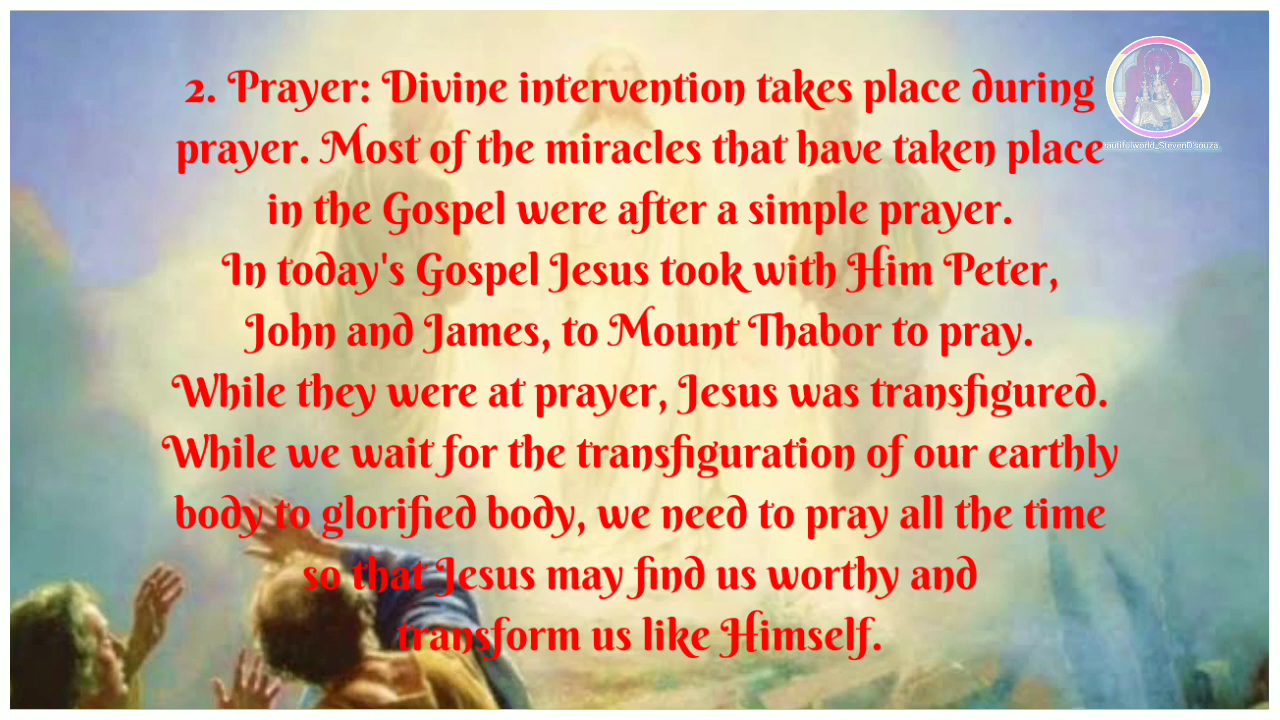 2. Prayer: Divine intervention takes place during
prayer. Most of the miracles that have taken place
in the Gospel were after a simple prayer.
In today's Gospel Jesus took with Him Peter,
John and James, to Mount Thabor to pray.
While they were at prayer, Jesus was transfigured.
While we wait for the transfiguration of our earthly
body to glorified body, we need to pray all the time
so that Jesus may find us worthy and
transform us like Himself.
autifulworld_StevenD'souza.